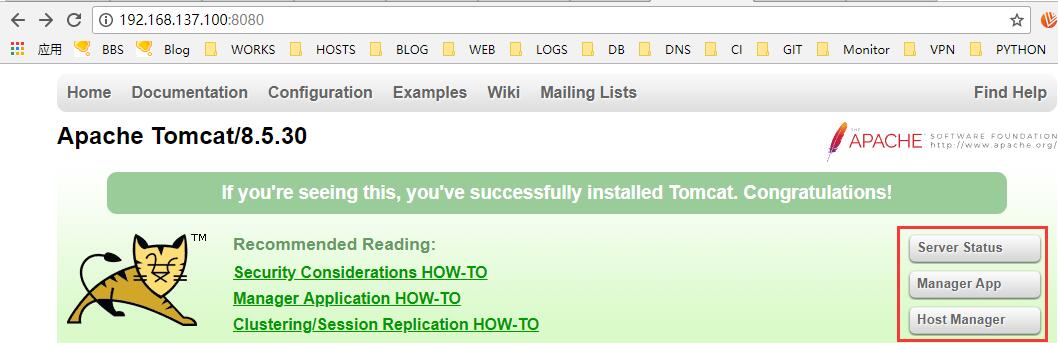 192.168.137.100:8080
应用 BBS Blog WORKS HOSTS BLOG WEB LOGS DB DNS CI GIT Monitor VPN PYTHON
Home Documentation Configuration Examples Wiki Mailing Lists Find Help
Apache Tomcat/8.5.30
THE APACHE SOFTWARE FOUNDATION
http://www.apache.org/
If you're seeing this, you've successfully installed Tomcat. Congratulations!
TM
Recommended Reading:
Security Considerations HOW-TO
Manager Application HOW-TO
Clustering/Session Replication HOW-TO
Server Status
Manager App
Host Manager